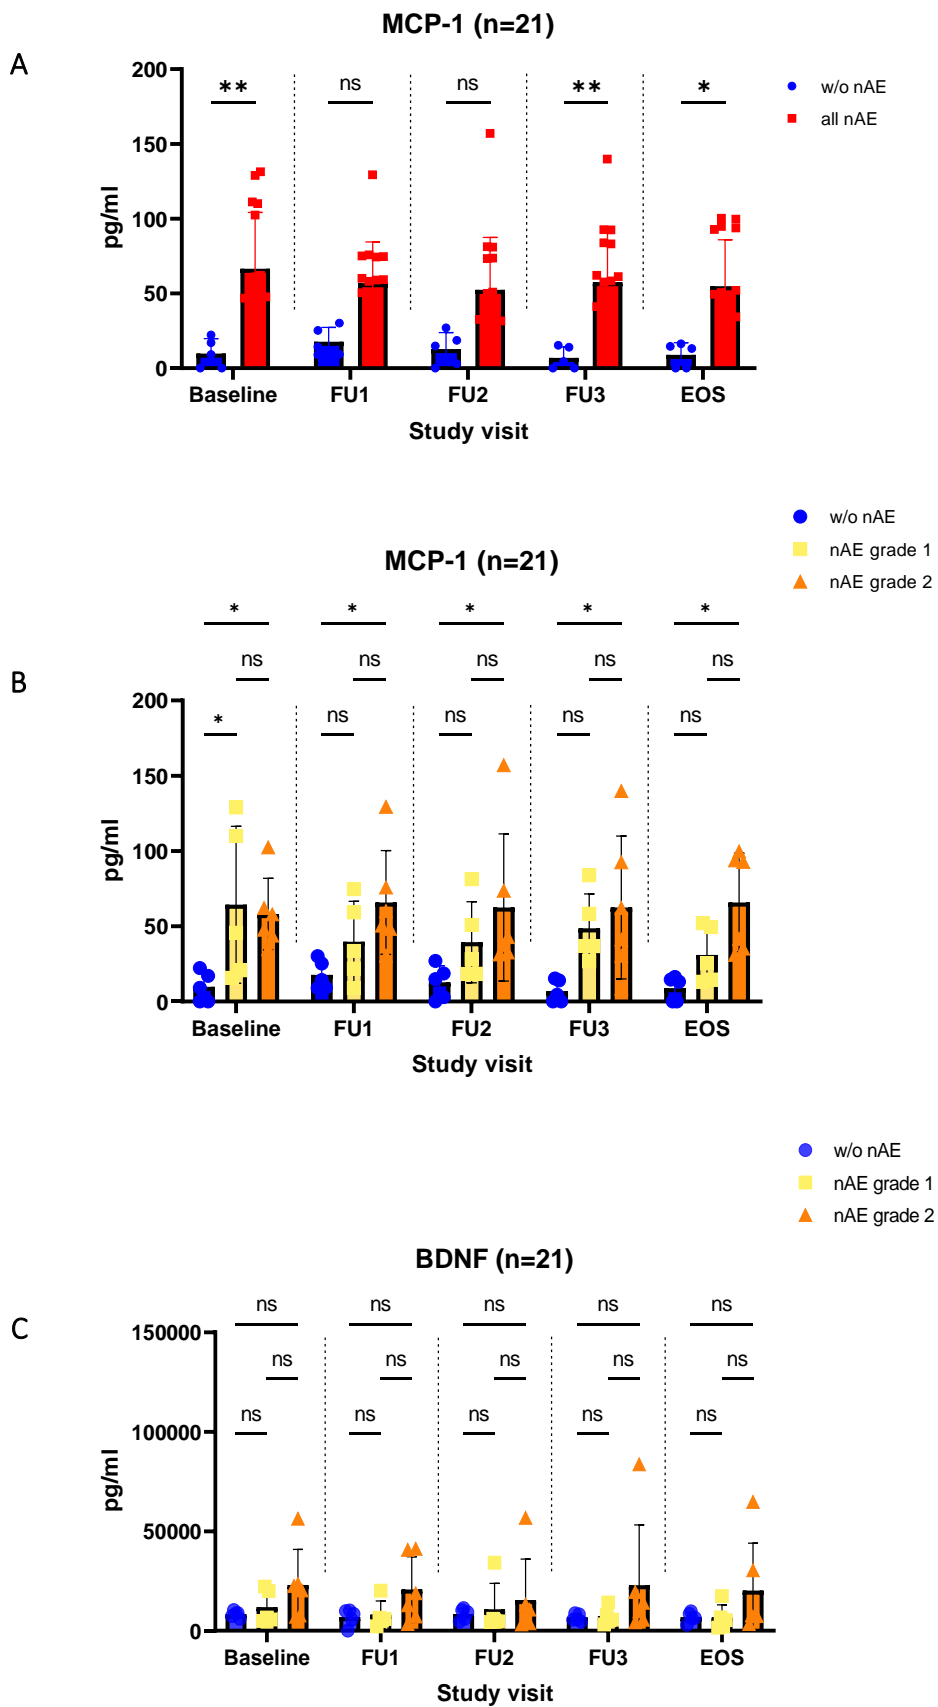 MCP-1 (n=21)
A
200
150
100
50
0
pg/ml
** ns ns ** *
w/o nAE
all nAE
Baseline FU1 FU2 FU3 EOS
Study visit
w/o nAE
nAE grade 1
nAE grade 2
MCP-1 (n=21)
* * * * *
ns ns ns ns ns
B
* ns ns ns ns
200
150
100
50
0
pg/ml
Baseline FU1 FU2 FU3 EOS
Study visit
w/o nAE
nAE grade 1
nAE grade 2
BDNF (n=21)
ns ns ns ns ns
C
ns ns ns ns ns
ns ns ns ns ns
150000
100000
50000
0
pg/ml
Baseline FU1 FU2 FU3 EOS
Study visit